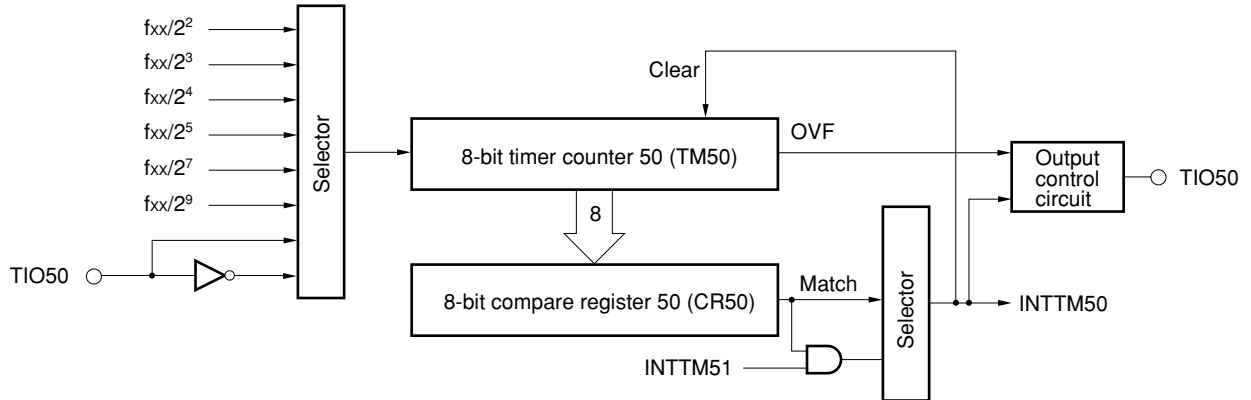 fxx/2²
fxx/2³
fxx/2⁴
fxx/2⁵
fxx/2⁷
fxx/2⁹
TIO50
Selector
Clear
8-bit timer counter 50 (TM50)
OVF
8
Output
control
circuit
TIO50
8-bit compare register 50 (CR50)
Match
INTTM51
Selector
INTTM50